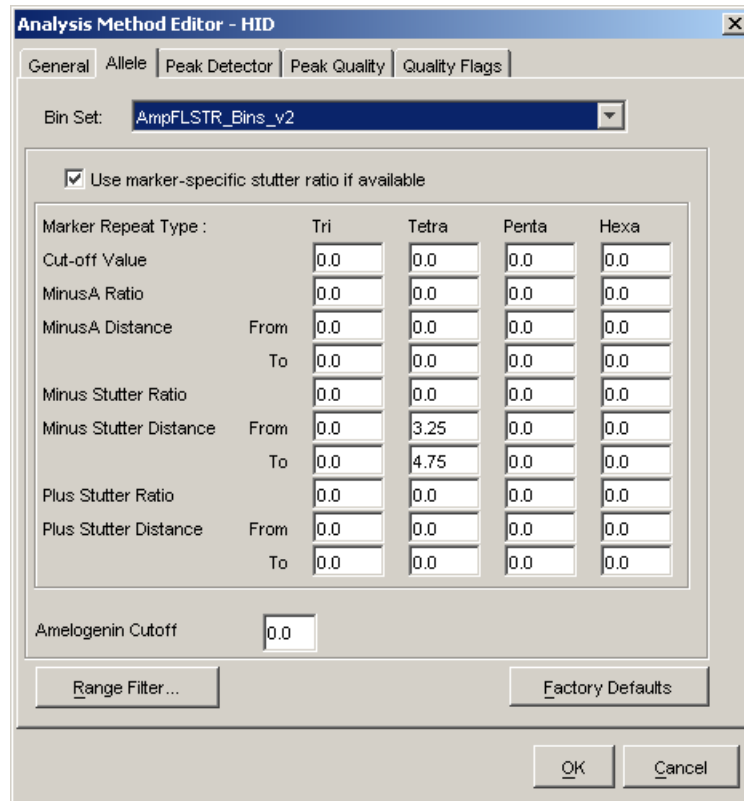 Analysis Method Editor - HID
General Allele Peak Detector Peak Quality Quality Flags
Bin Set: AmpFLSTR_Bins_v2
Use marker-specific stutter ratio if available
Marker Repeat Type : Tri Tetra Penta Hexa
Cut-off Value 0.0 0.0 0.0 0.0
MinusA Ratio 0.0 0.0 0.0 0.0
MinusA Distance From 0.0 0.0 0.0 0.0
To 0.0 0.0 0.0 0.0
Minus Stutter Ratio 0.0 0.0 0.0 0.0
Minus Stutter Distance From 0.0 3.25 0.0 0.0
To 0.0 4.75 0.0 0.0
Plus Stutter Ratio 0.0 0.0 0.0 0.0
Plus Stutter Distance From 0.0 0.0 0.0 0.0
To 0.0 0.0 0.0 0.0
Amelogenin Cutoff 0.0
Range Filter... Factory Defaults
OK Cancel